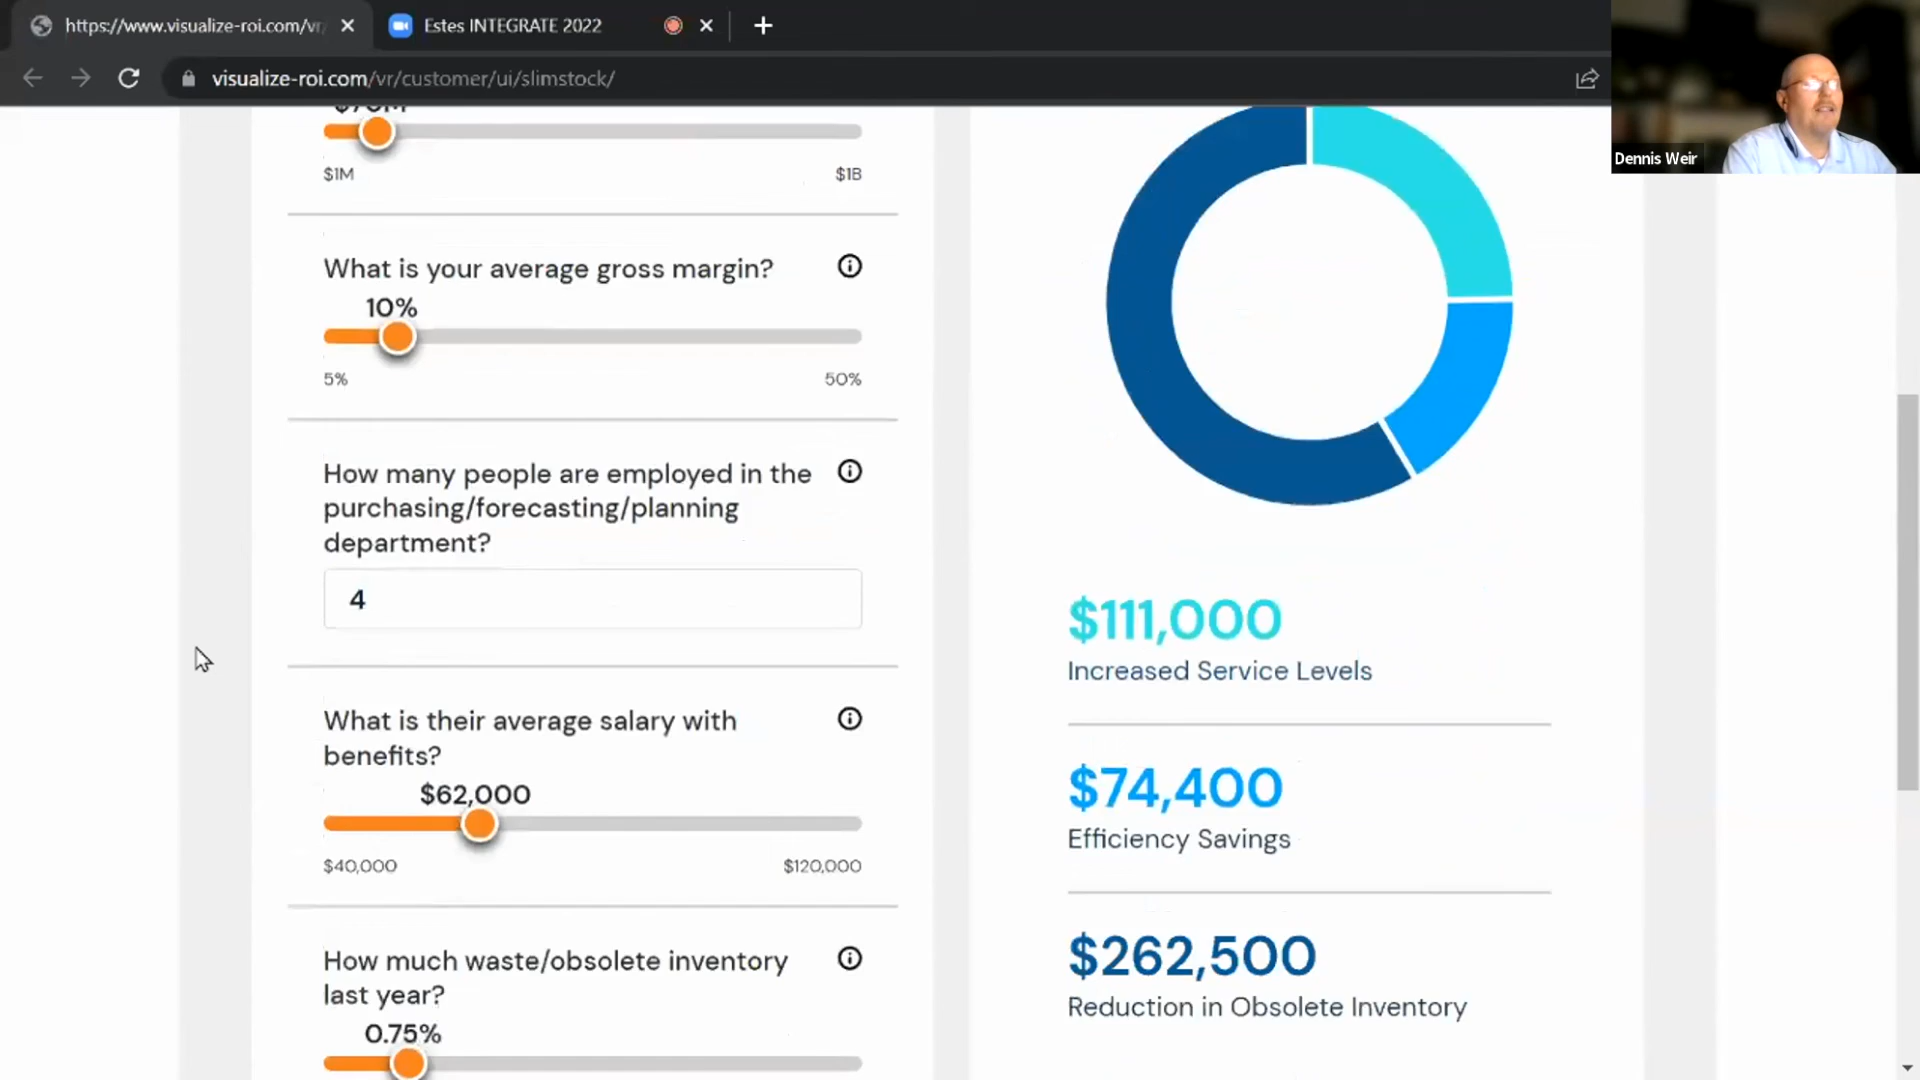 https://www.visualize-roi.com/vr/
Estes INTEGRATE 2022
visualize-roi.com/vr/customer/ui/slimstock/
Dennis Weir
$1M
$1B
What is your average gross margin?
10%
5%
50%
How many people are employed in the
purchasing/forecasting/planning
department?
4
What is their average salary with
benefits?
$62,000
$40,000
$120,000
How much waste/obsolete inventory
last year?
0.75%
$111,000
Increased Service Levels
$74,400
Efficiency Savings
$262,500
Reduction in Obsolete Inventory